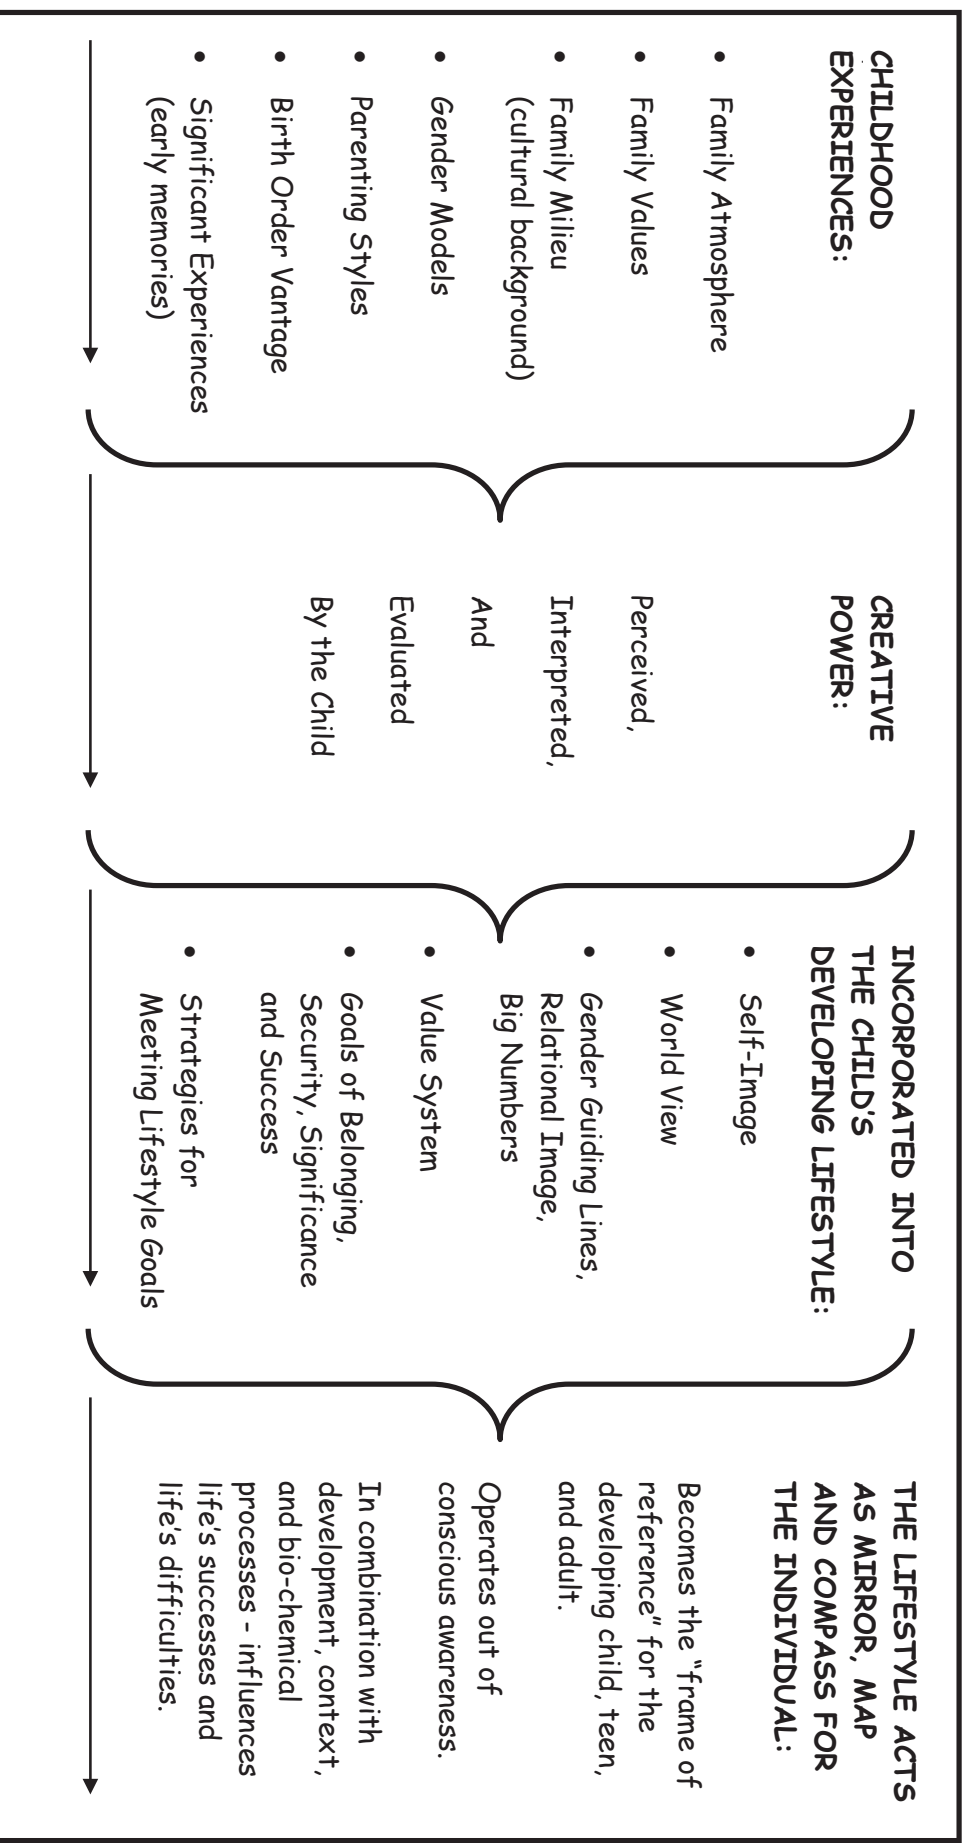 CHILDHOOD
EXPERIENCES:
• Family Atmosphere
• Family Values
• Family Milieu
(cultural background)
• Gender Models
• Parenting Styles
• Birth Order Vantage
• Significant Experiences
(early memories)
CREATIVE
POWER:
Perceived,
Interpreted,
And
Evaluated
By the Child
INCORPORATED INTO
THE CHILD'S
DEVELOPING LIFESTYLE:
• Self-Image
• World View
• Gender Guiding Lines,
Relational Image,
Big Numbers
• Value System
• Goals of Belonging,
Security, Significance
and Success
• Strategies for
Meeting Lifestyle Goals
THE LIFESTYLE ACTS
AS MIRROR, MAP
AND COMPASS FOR
THE INDIVIDUAL:
Becomes the “frame of
reference” for the
developing child, teen,
and adult.
Operates out of
conscious awareness.
In combination with
development, context,
and bio-chemical
processes - influences
life's successes and
life's difficulties.